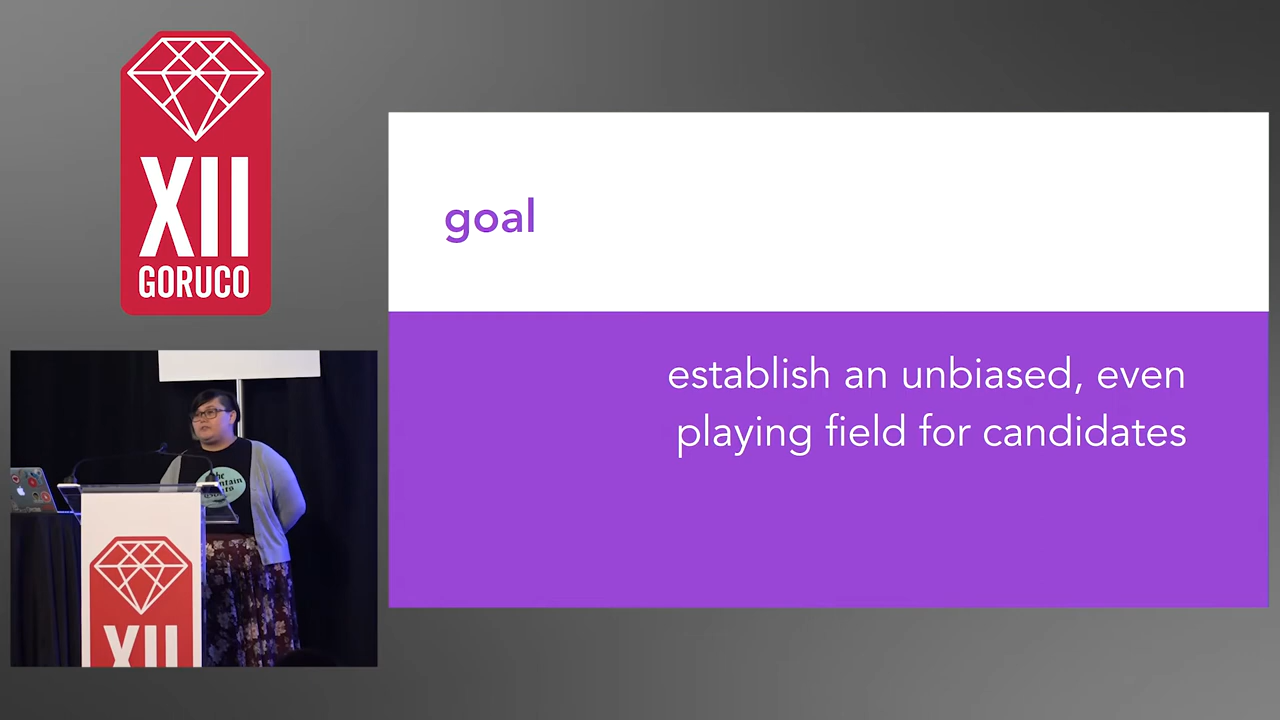 XII
GORUCO
goal
establish an unbiased, even
playing field for candidates
XII